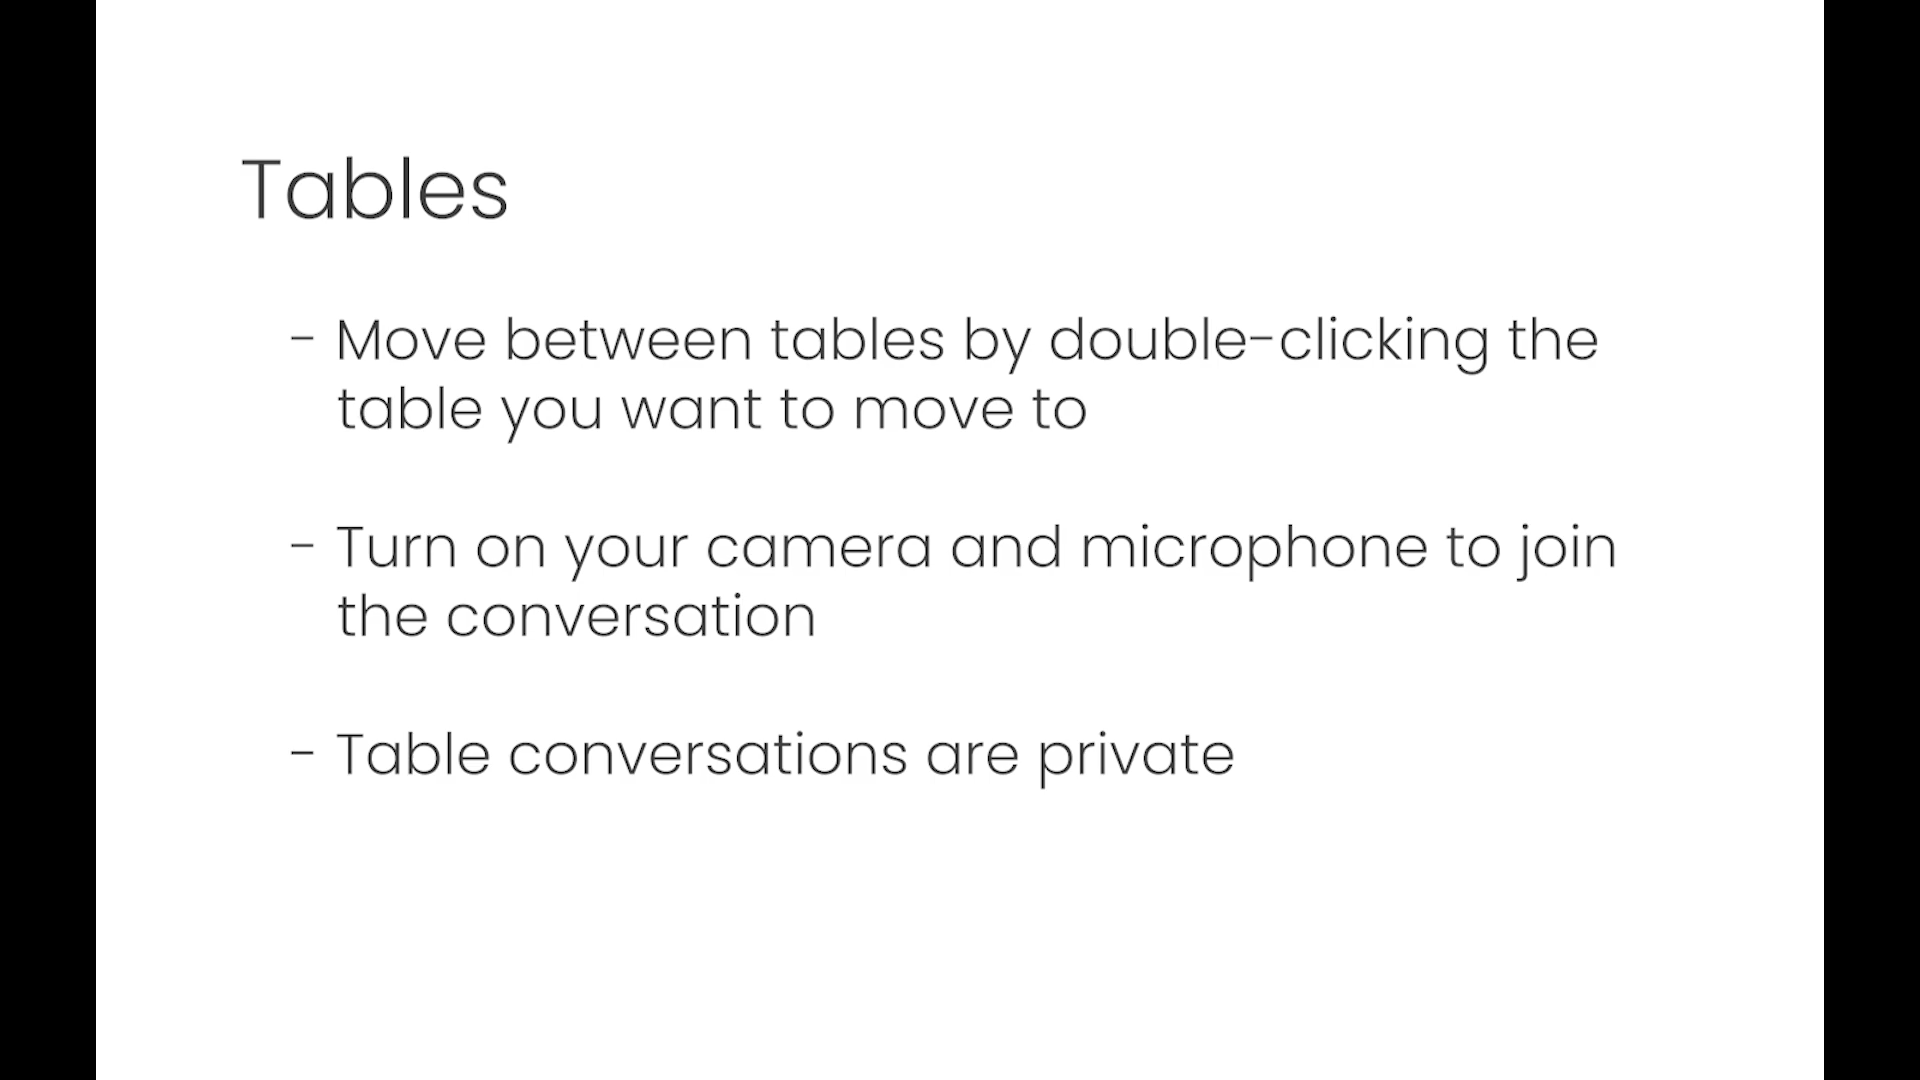 Tables
- Move between tables by double-clicking the
table you want to move to
- Turn on your camera and microphone to join
the conversation
- Table conversations are private